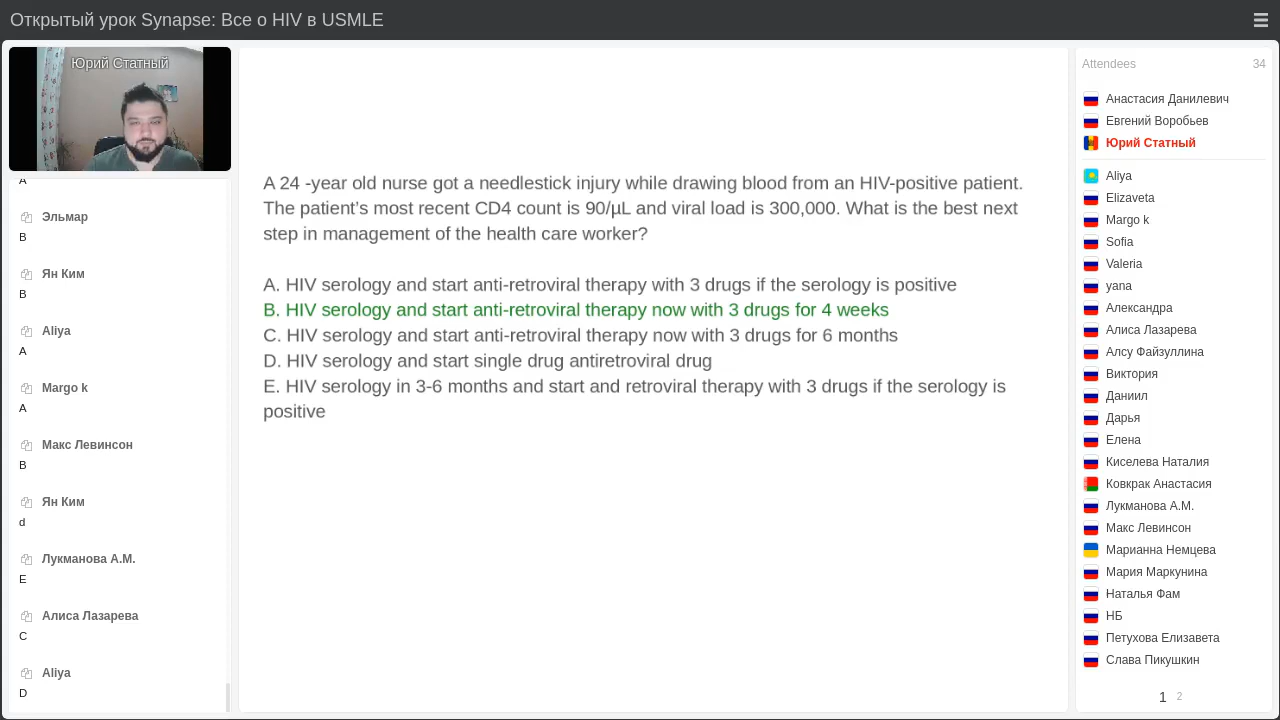 Открытый урок Synapse: Все о HIV в USMLE
Юрий Статный
A
Эльмар
B
Ян Ким
B
Aliya
A
Margo k
A
Макс Левинсон
B
Ян Ким
d
Лукманова А.М.
E
Алиса Лазарева
C
Aliya
D
A 24 -year old nurse got a needlestick injury while drawing blood from an HIV-positive patient.
The patient's most recent CD4 count is 90/µL and viral load is 300,000. What is the best next
step in management of the health care worker?
A. HIV serology and start anti-retroviral therapy with 3 drugs if the serology is positive
B. HIV serology and start anti-retroviral therapy now with 3 drugs for 4 weeks
C. HIV serology and start anti-retroviral therapy now with 3 drugs for 6 months
D. HIV serology and start single drug antiretroviral drug
E. HIV serology in 3-6 months and start and retroviral therapy with 3 drugs if the serology is
positive
Attendees 34
Анастасия Данилевич
Евгений Воробьев
Юрий Статный
Aliya
Elizaveta
Margo k
Sofia
Valeria
yana
Александра
Алиса Лазарева
Алсу Файзуллина
Виктория
Даниил
Дарья
Елена
Киселева Наталия
Ковкрак Анастасия
Лукманова А.М.
Макс Левинсон
Марианна Немцева
Мария Маркунина
Наталья Фам
НБ
Петухова Елизавета
Слава Пикушкин
1 2